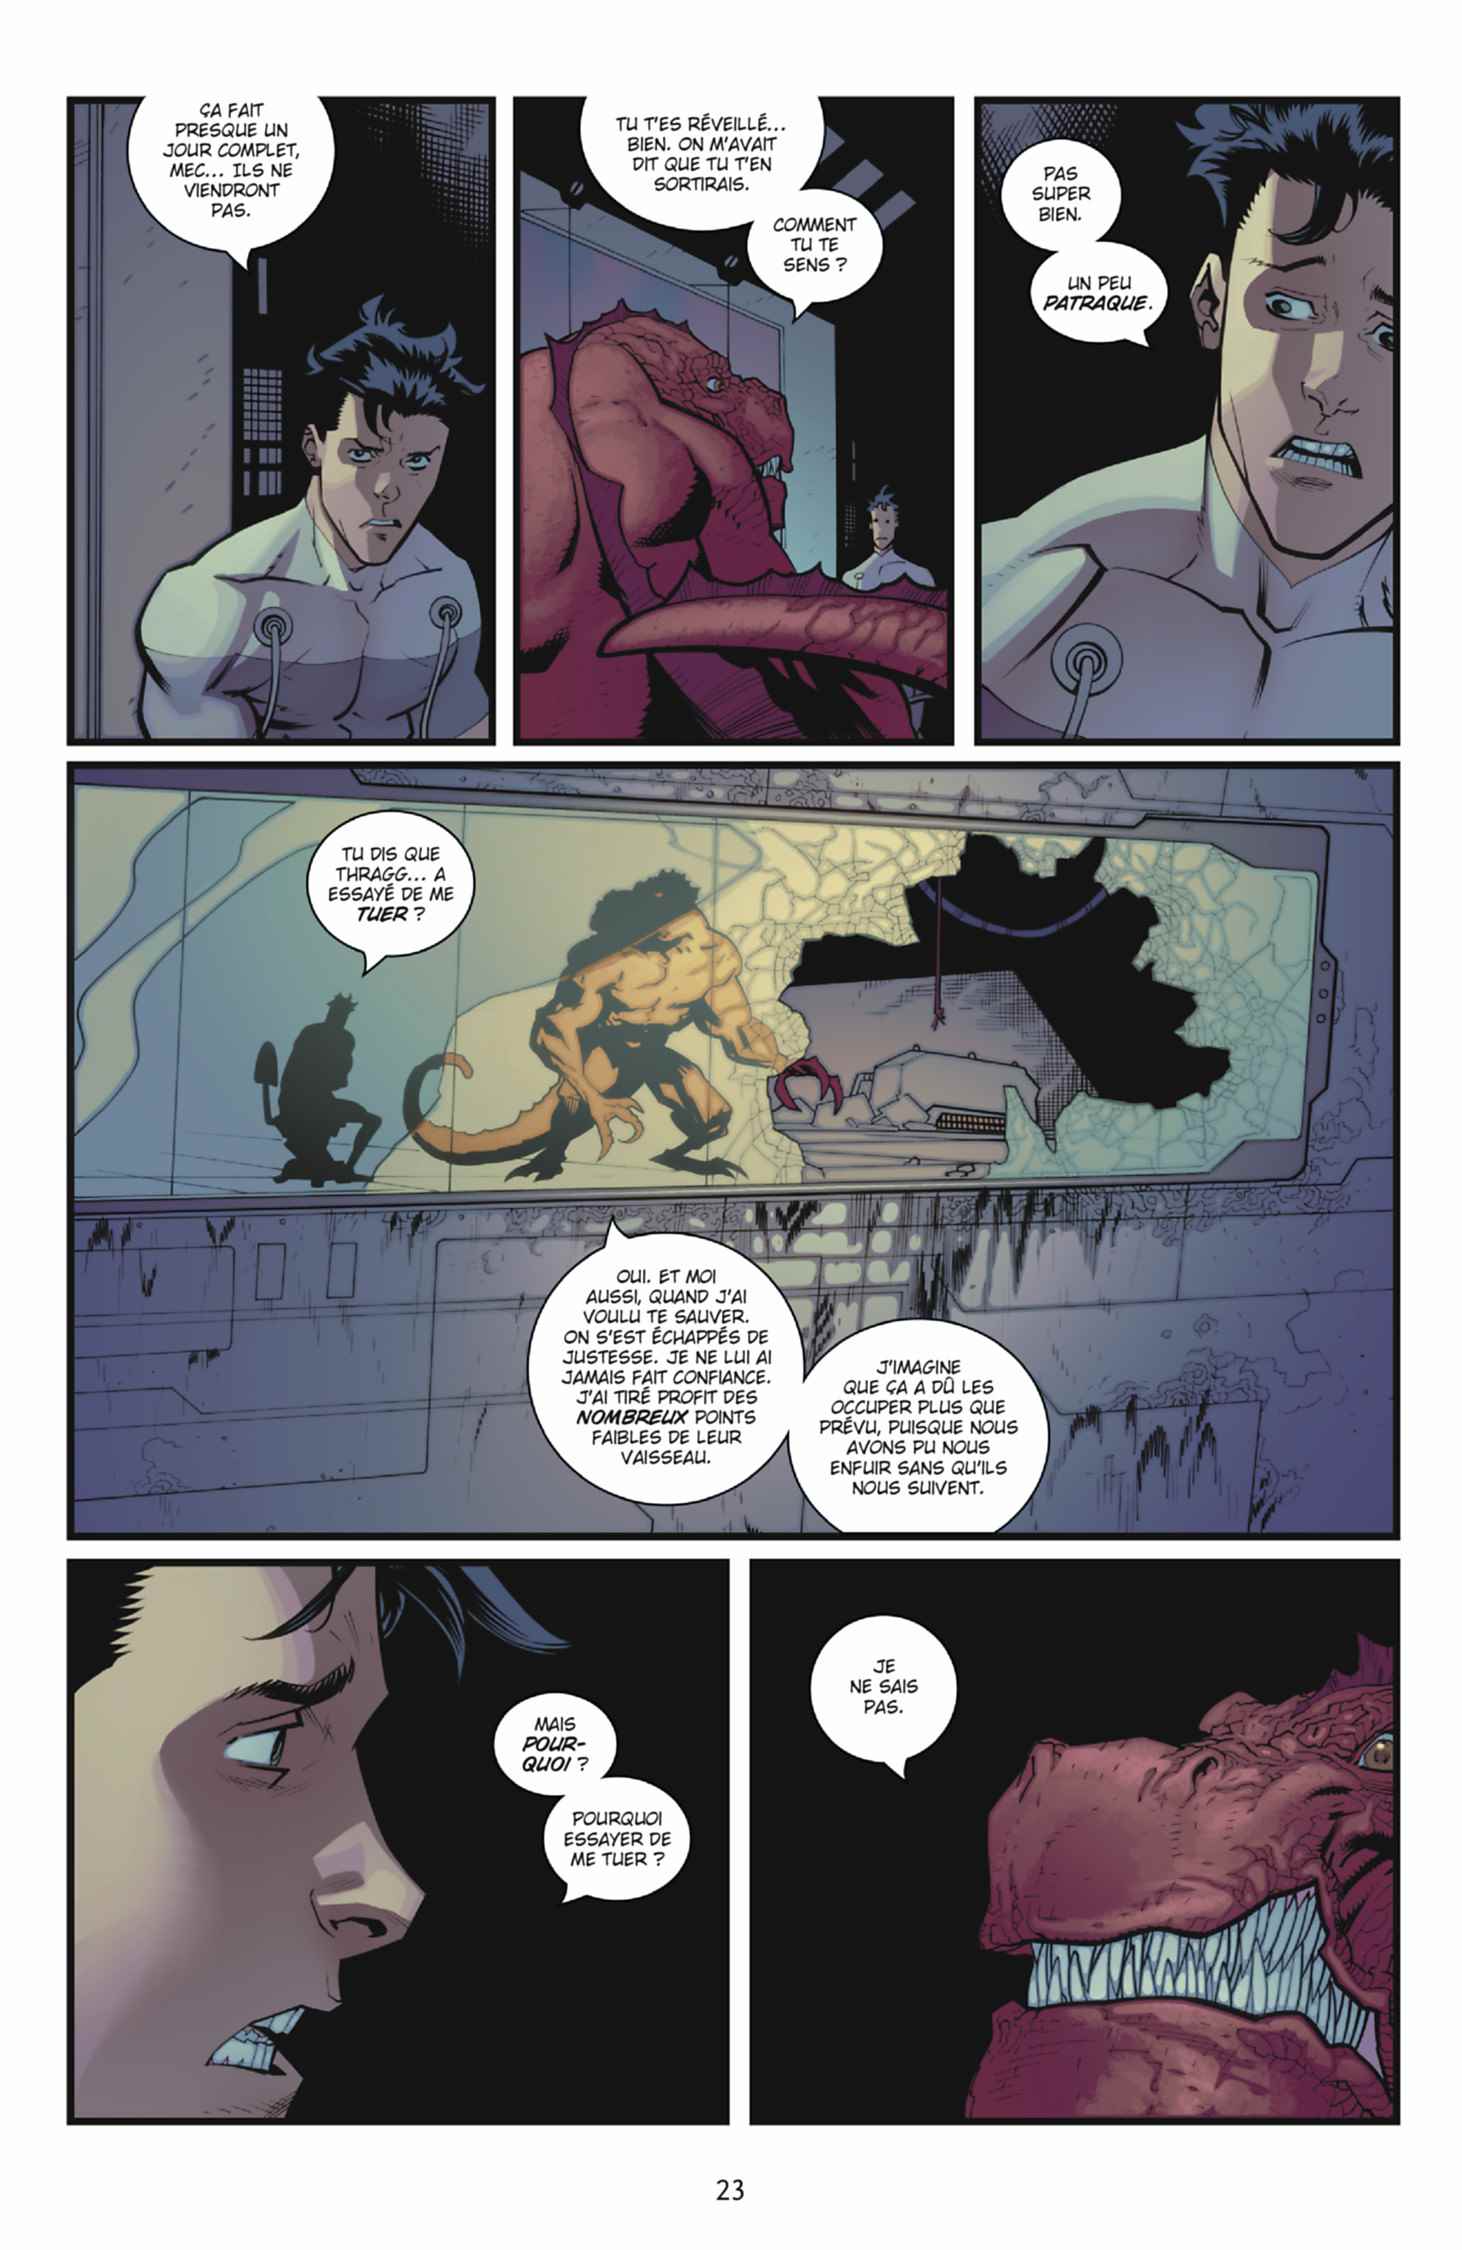 ÇA FAIT
PRESQUE UN
JOUR COMPLET,
MEC... ILS NE
VIENDRONT
PAS.
TU T'ES RÉVEILLÉ...
BIEN. ON M'AVAIT
DIT QUE TU T'EN
SORTIRAIS.
COMMENT
TU TE
SENS ?
PAS
SUPER
BIEN.
UN PEU
PATRAQUE.
TU DIS QUE
THRAGG... A
ESSAYÉ DE ME
TUER ?
OUI. ET MOI
AUSSI, QUAND J'AI
VOULU TE SAUVER.
ON S'EST ÉCHAPPÉS DE
JUSTESSE. JE NE LUI AI
JAMAIS FAIT CONFIANCE.
J'AI TIRÉ PROFIT DES
NOMBREUX POINTS
FAIBLES DE LEUR
VAISSEAU.
J'IMAGINE
QUE ÇA A DÛ LES
OCCUPER PLUS QUE
PRÉVU, PUISQUE NOUS
AVONS PU NOUS
ENFUIR SANS QU'ILS
NOUS SUIVENT.
MAIS
POUR-
QUOI ?
POURQUOI
ESSAYER DE
ME TUER ?
JE
NE SAIS
PAS.
23